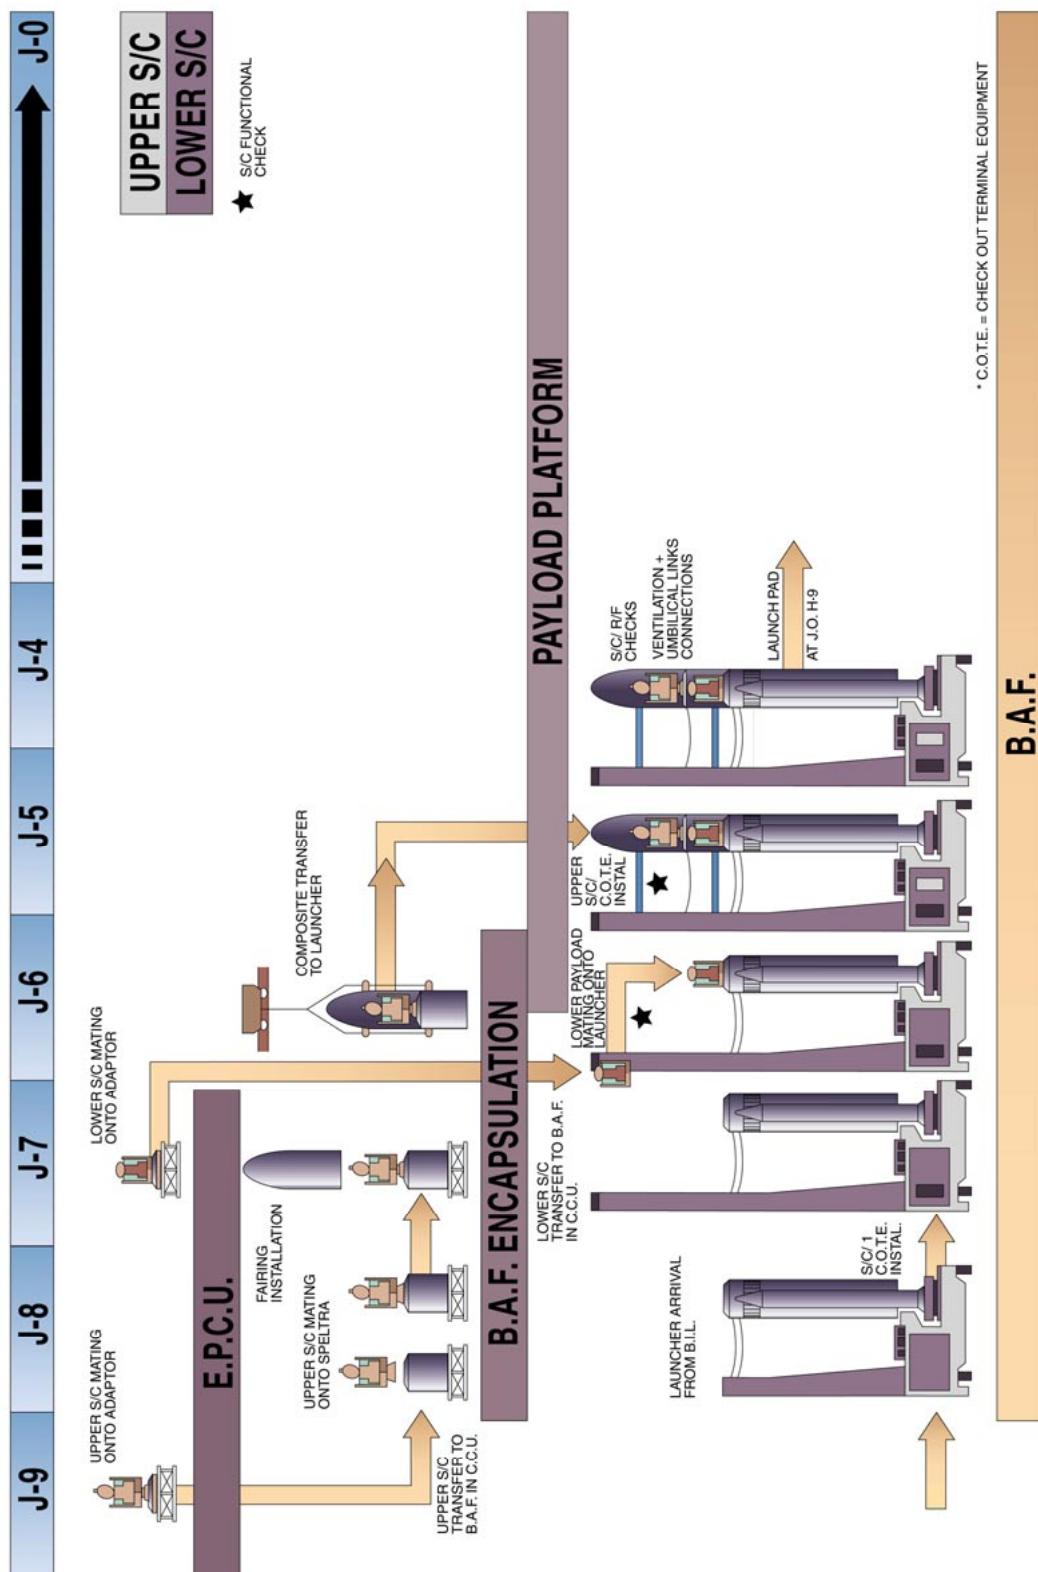 J-9
J-8
J-7
J-6
J-5
J-4
J-0
UPPER S/C
LOWER S/C
S/C FUNCTIONAL
CHECK
UPPER S/C MATING
ONTO ADAPTOR
LOWER S/C MATING
ONTO ADAPTOR
E.P.C.U.
FAIRING
INSTALLATION
COMPOSITE TRANSFER
TO LAUNCHER
UPPER S/C MATING
ONTO SPELTRA
UPPER S/C
TRANSFER TO
B.A.F. IN C.C.U.
B.A.F. ENCAPSULATION
PAYLOAD PLATFORM
LOWER S/C
TRANSFER TO B.A.F.
IN C.C.U.
LOWER PAYLOAD
MATING ONTO
LAUNCHER
UPPER
S/C/
C.O.T.E.
INSTAL
S/C/ R/F
CHECKS
VENTILATION +
UMBILICAL LINKS
CONNECTIONS
LAUNCHER ARRIVAL
FROM B.I.L.
LAUNCH PAD
AT J.O. H-9
S/C/ 1
C.O.T.E.
INSTAL.
* C.O.T.E. = CHECK OUT TERMINAL EQUIPMENT
B.A.F.